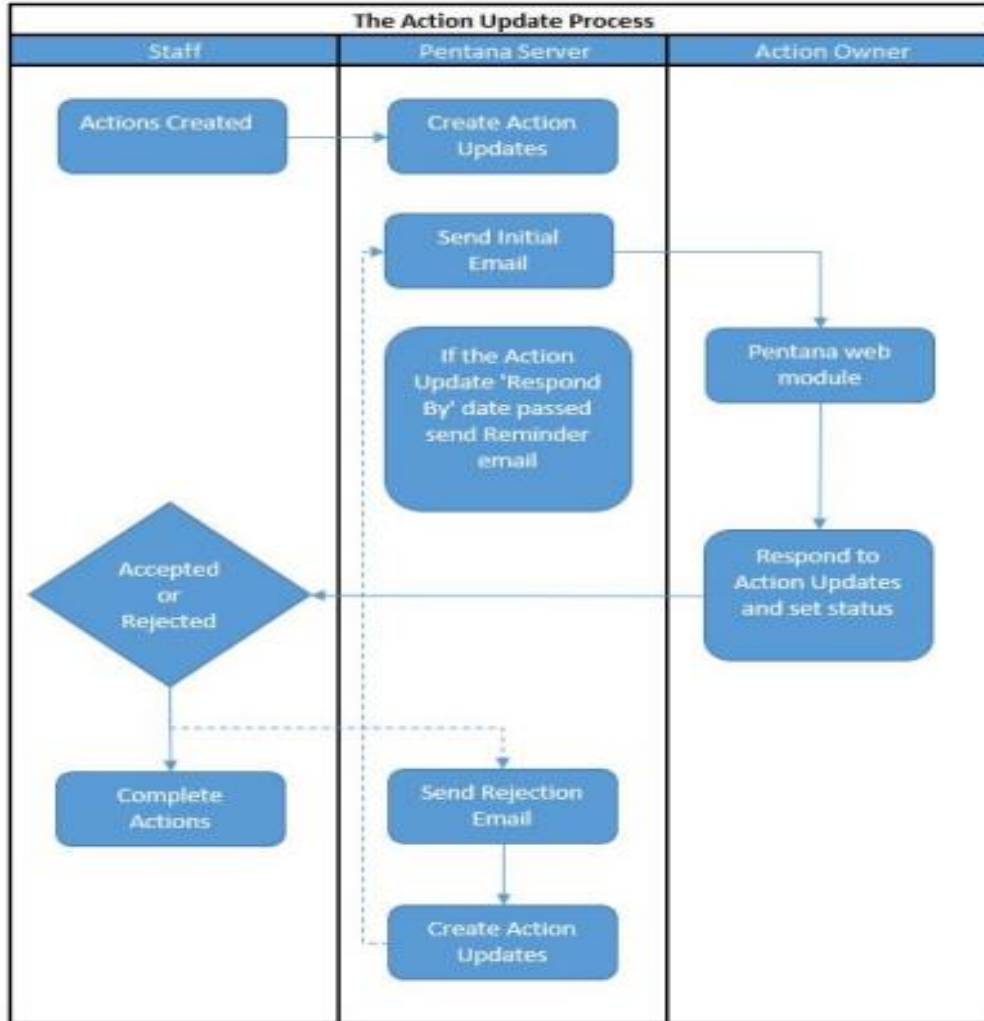 The Action Update Process
Staff
Pentana Server
Action Owner
Actions Created
Create Action
Updates
Send Initial
Email
If the Action
Update 'Respond
By' date passed
send Reminder
email
Pentana web
module
Respond to
Action Updates
and set status
Accepted
or
Rejected
Complete
Actions
Send Rejection
Email
Create Action
Updates